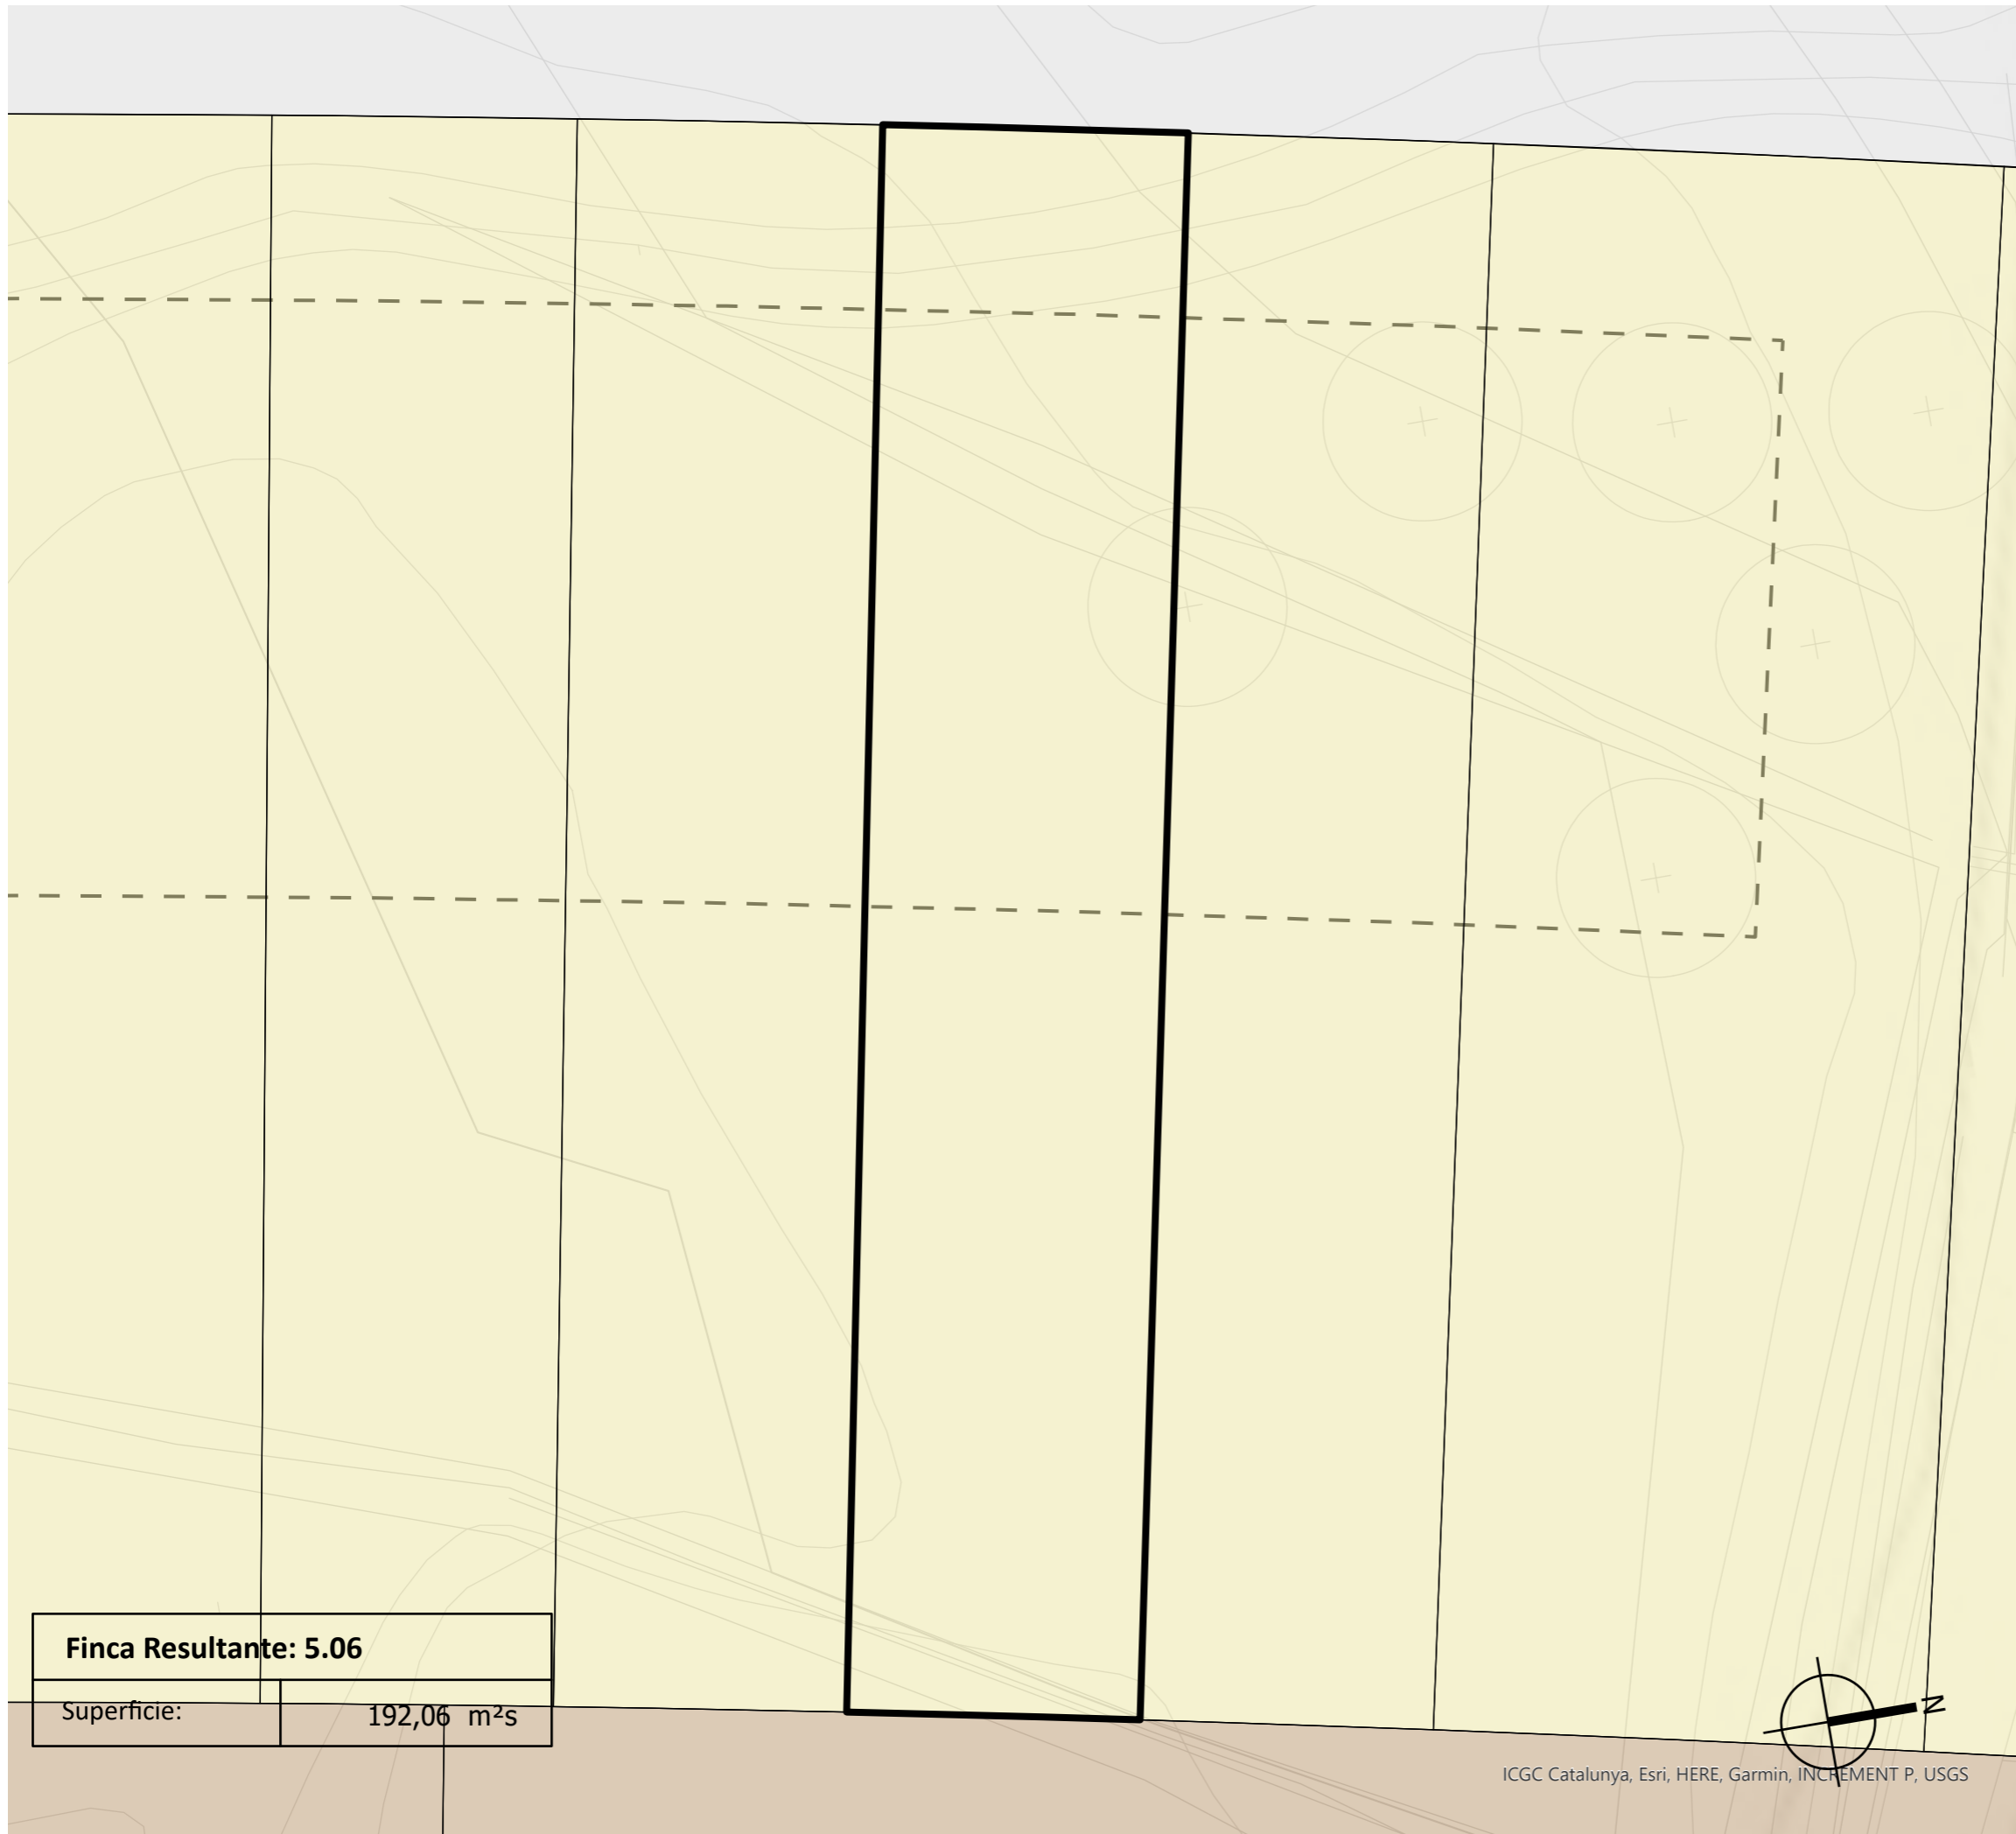 Finca Resultante: 5.06
Superficie: 192,06 m²s
N
ICGC Catalunya, Esri, HERE, Garmin, INCREMENT P, USGS